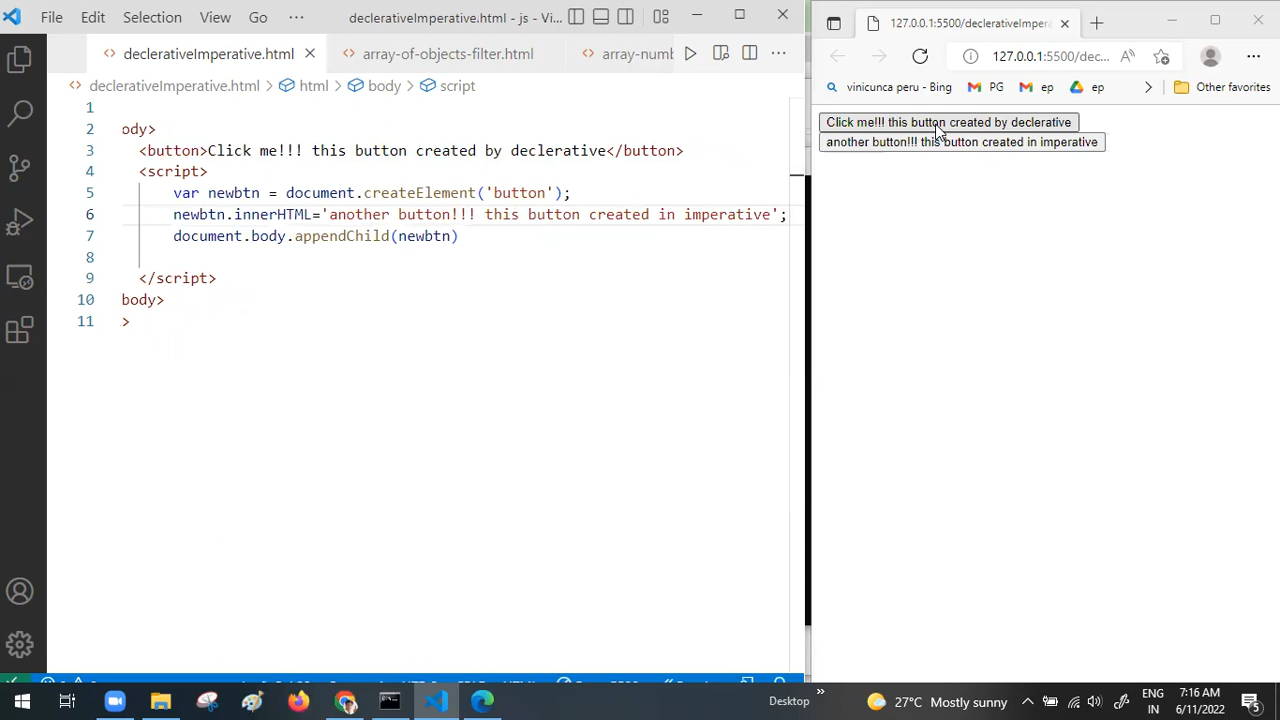 File Edit Selection View Go ··· declerativeImperative.html - js - Vi...
declerativeImperative.html array-of-objects-filter.html array-numb ···
declerativeImperative.html > html > body > script
1
2 ody>
3 <button>Click me!!! this button created by declerative</button>
4 <script>
5 var newbtn = document.createElement('button');
6 newbtn.innerHTML='another button!!! this button created in imperative';
7 document.body.appendChild(newbtn)
8
9 </script>
10 body>
11 >
127.0.0.1:5500/declerativeImpera
127.0.0.1:5500/dec...
vinicunca peru - Bing PG ep ep Other favorites
Click me!!! this button created by declerative
another button!!! this button created in imperative
Desktop
27°C Mostly sunny
ENG
IN
7:16 AM
6/11/2022
5